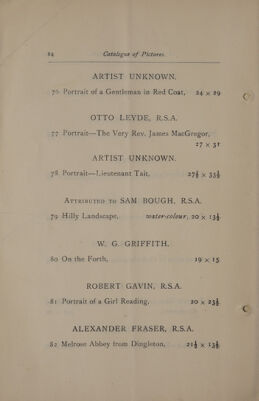 84 Catalogue of Pictures
ARTIST UNKNOWN.
76 Portrait of a Gentleman in Red Coat, 24 × 29
OTTO LEYDE, R.S.A.
77 Portrait—The Very Rev. James MacGregor,
27 × 31
ARTIST UNKNOWN.
78 Portrait—Lieutenant Tait, 27½ × 35½
ATTRIBUTED TO SAM BOUGH, R.S.A.
79 Hilly Landscape, water-colour, 20 × 13½
W. G. GRIFFITH.
80 On the Forth, 19 × 15
ROBERT GAVIN, R.S.A.
81 Portrait of a Girl Reading, 20 × 23½
ALEXANDER FRASER, R.S.A.
82 Melrose Abbey from Dingleton, 21½ × 13½